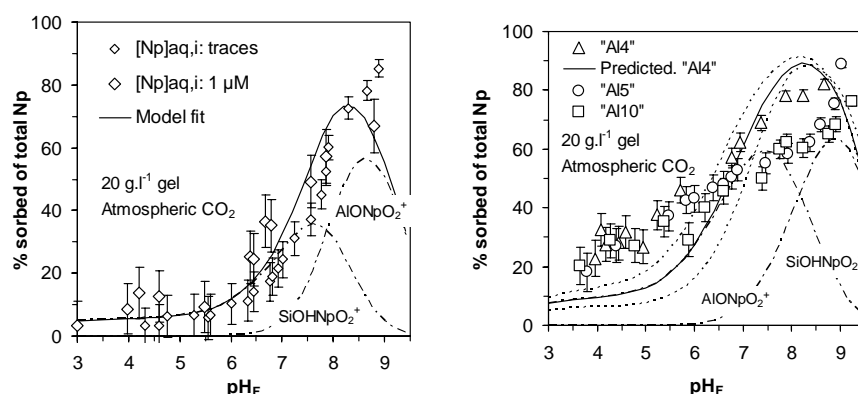 100
80
60
40
20
0
% sorbed of total Np
[Np]aq,i: traces
[Np]aq,i: 1 µM
Model fit
20 g.l⁻¹ gel
Atmospheric CO₂
AlONpO₂⁺
SiOHNpO₂⁺
3 4 5 6 7 8 9
pH_F
100
80
60
40
20
0
% sorbed of total Np
"Al4"
Predicted. "Al4"
"Al5"
"Al10"
20 g.l⁻¹ gel
Atmospheric CO₂
SiOHNpO₂
AlONpO₂⁺
3 4 5 6 7 8 9
pH_F